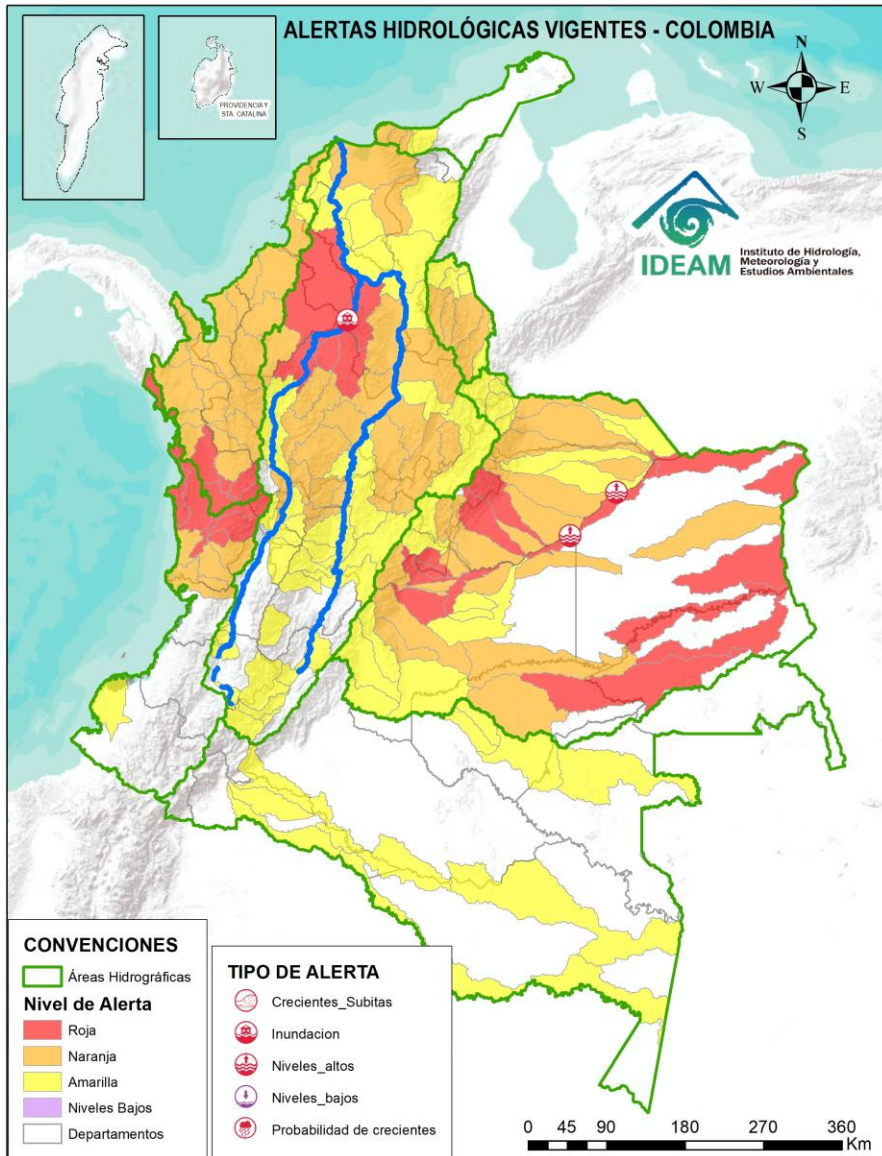 ALERTAS HIDROLÓGICAS VIGENTES - COLOMBIA
PROVIDENCIA Y
STA. CATALINA
N
W
E
S
IDEAM
Instituto de Hidrología,
Meteorología y
Estudios Ambientales
CONVENCIONES
Áreas Hidrográficas
Nivel de Alerta
Roja
Naranja
Amarilla
Niveles Bajos
Departamentos
TIPO DE ALERTA
Crecientes_Subitas
Inundacion
Niveles_altos
Niveles_bajos
Probabilidad de crecientes
0 45 90 180 270 360
Km